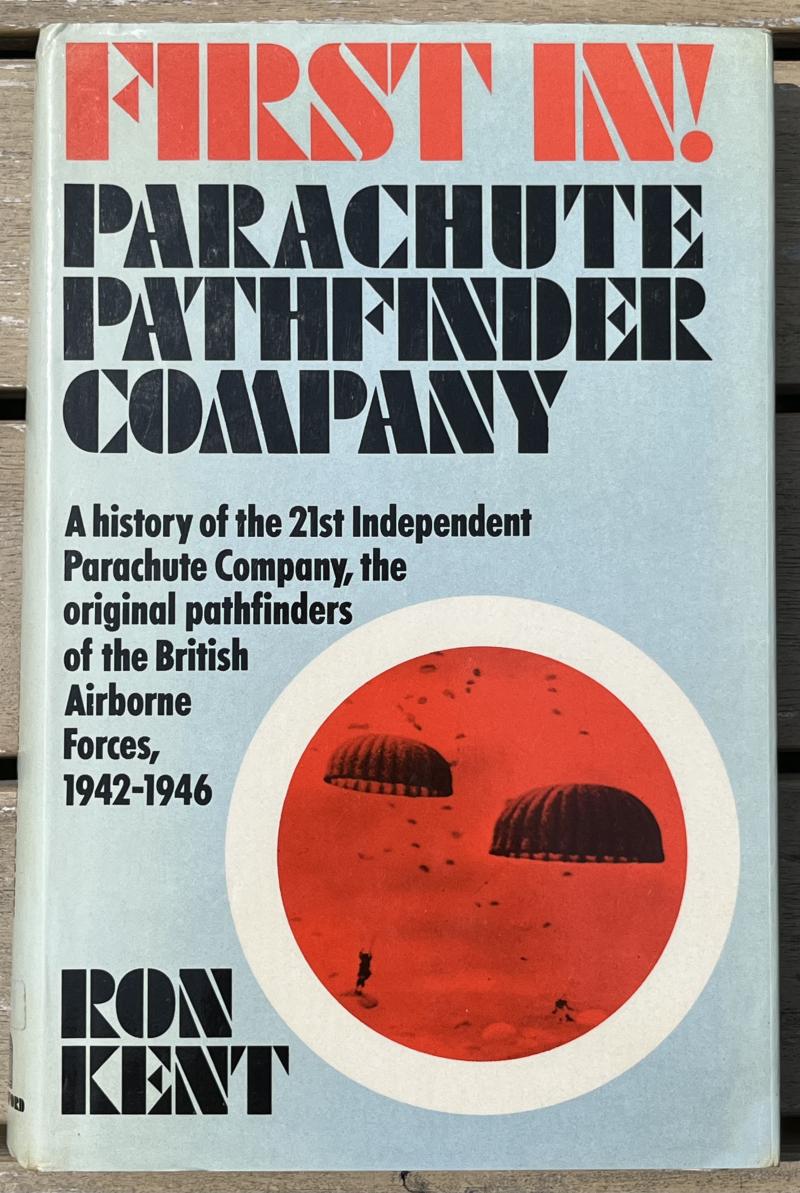 FIRST IN!
PARACHUTE
PATHFINDER
COMPANY
A history of the 21st Independent
Parachute Company, the
original pathfinders
of the British
Airborne
Forces,
1942-1946
RON
KENT